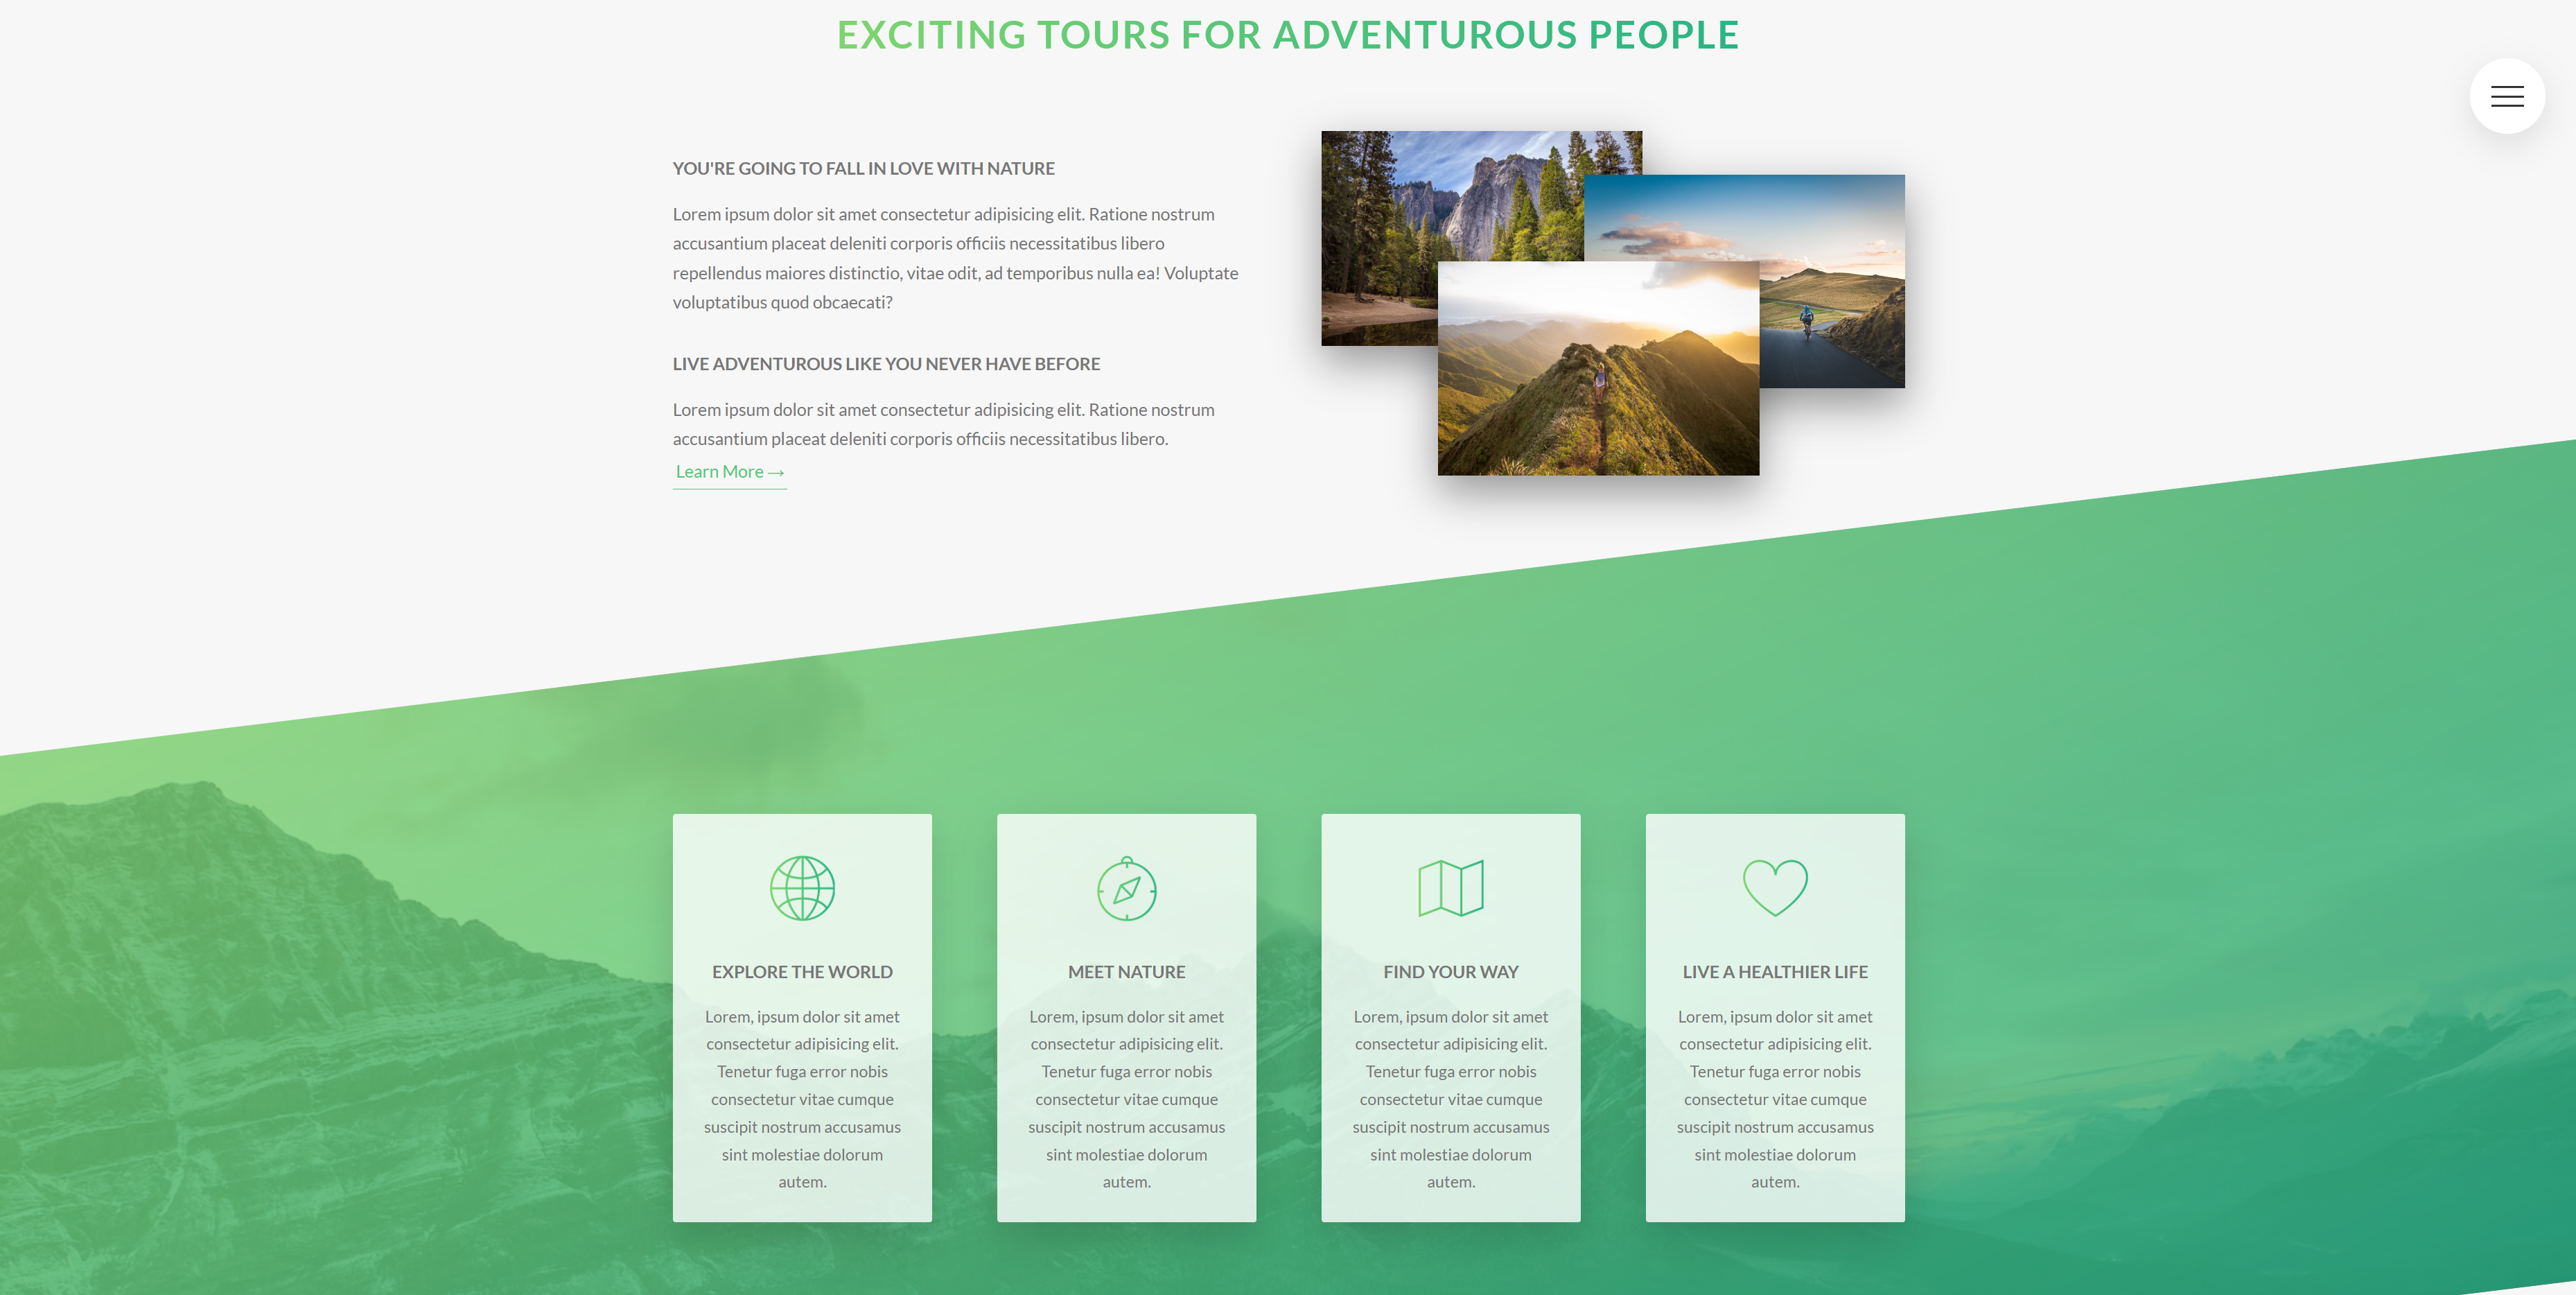 EXCITING TOURS FOR ADVENTUROUS PEOPLE
YOU'RE GOING TO FALL IN LOVE WITH NATURE
Lorem ipsum dolor sit amet consectetur adipisicing elit. Ratione nostrum
accusantium placeat deleniti corporis officiis necessitatibus libero
repellendus maiores distinctio, vitae odit, ad temporibus nulla ea! Voluptate
voluptatibus quod obcaecati?
LIVE ADVENTUROUS LIKE YOU NEVER HAVE BEFORE
Lorem ipsum dolor sit amet consectetur adipisicing elit. Ratione nostrum
accusantium placeat deleniti corporis officiis necessitatibus libero.
Learn More →
EXPLORE THE WORLD
Lorem, ipsum dolor sit amet
consectetur adipisicing elit.
Tenetur fuga error nobis
consectetur vitae cumque
suscipit nostrum accusamus
sint molestiae dolorum
autem.
MEET NATURE
Lorem, ipsum dolor sit amet
consectetur adipisicing elit.
Tenetur fuga error nobis
consectetur vitae cumque
suscipit nostrum accusamus
sint molestiae dolorum
autem.
FIND YOUR WAY
Lorem, ipsum dolor sit amet
consectetur adipisicing elit.
Tenetur fuga error nobis
consectetur vitae cumque
suscipit nostrum accusamus
sint molestiae dolorum
autem.
LIVE A HEALTHIER LIFE
Lorem, ipsum dolor sit amet
consectetur adipisicing elit.
Tenetur fuga error nobis
consectetur vitae cumque
suscipit nostrum accusamus
sint molestiae dolorum
autem.